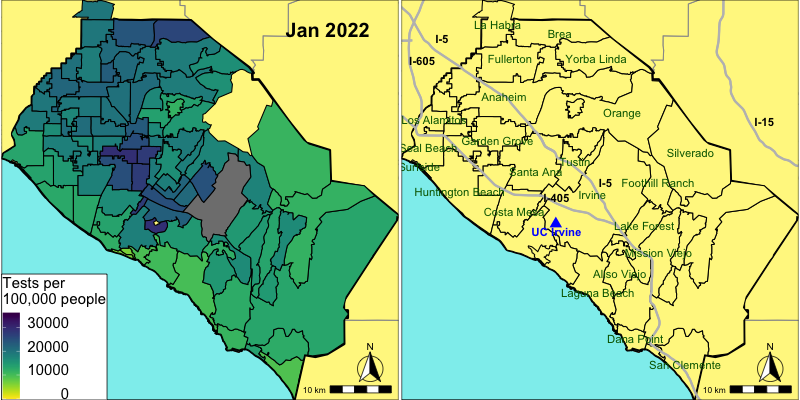 Jan 2022
Tests per
100,000 people
30000
20000
10000
0
N
10 km
La Habra
Brea
I-5
Fullerton
Yorba Linda
I-605
Anaheim
Orange
Los Alamitos
I-15
Garden Grove
Seal Beach
Silverado
Tustin
Sunside
Santa Ana
I-5
Foothill Ranch
Huntington Beach
Irvine
I-405
Costa Mesa
UC Irvine
Lake Forest
Mission Viejo
Aliso Viejo
Laguna Beach
Dana Point
San Clemente
N
10 km